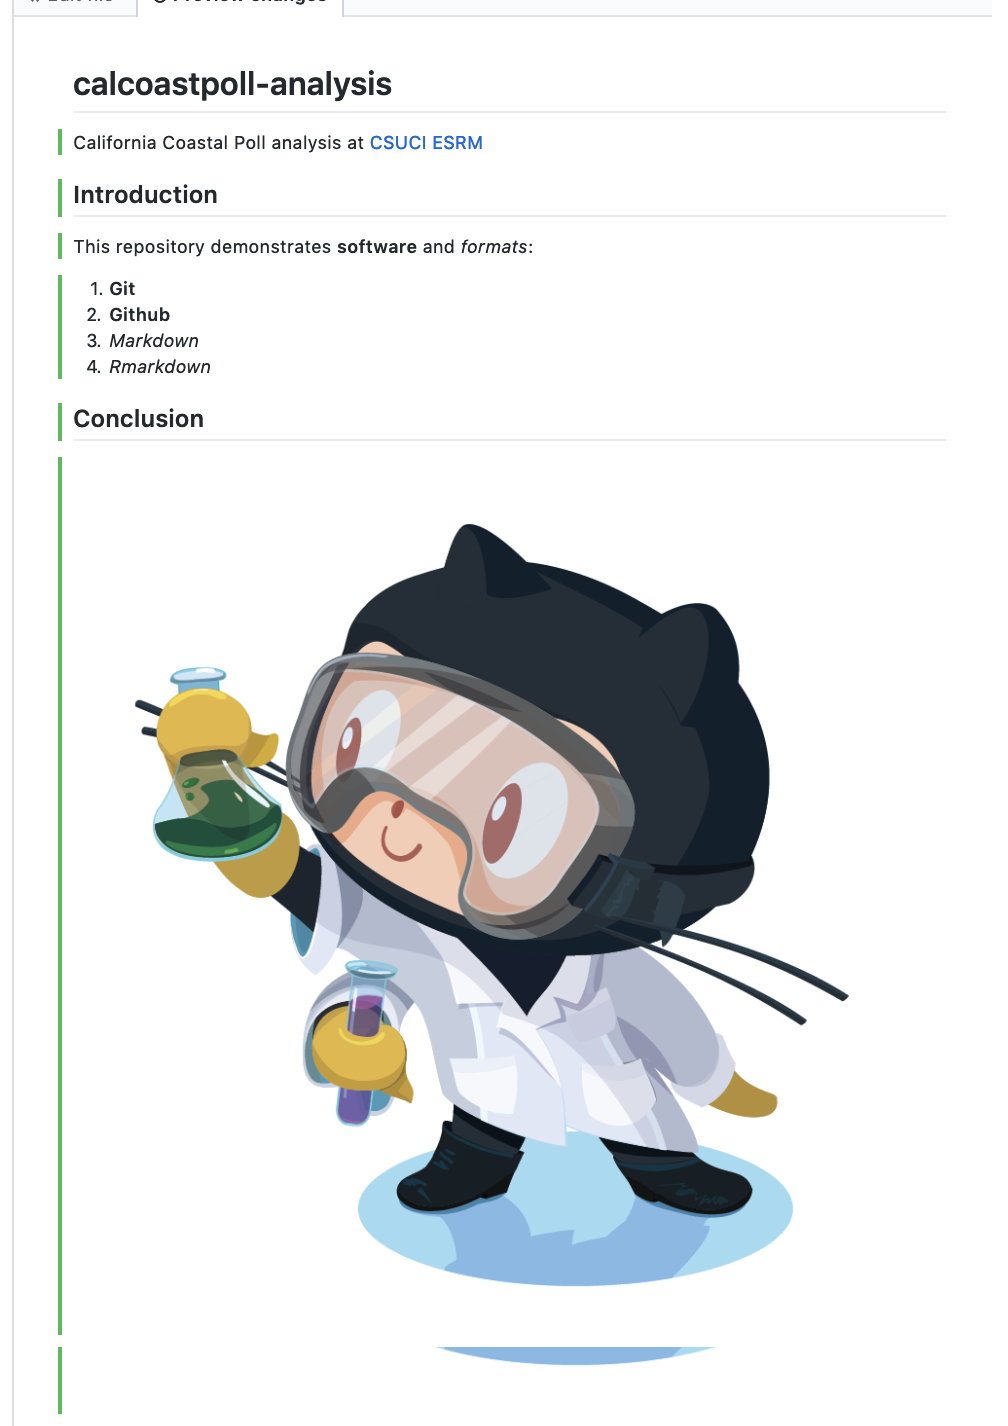 calcoastpoll-analysis
California Coastal Poll analysis at CSUCI ESRM
Introduction
This repository demonstrates software and formats:
1. Git
2. Github
3. Markdown
4. Rmarkdown
Conclusion